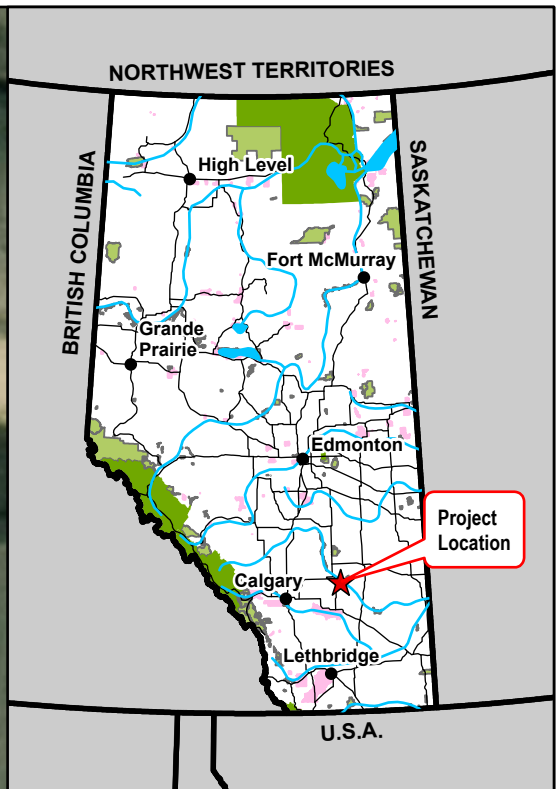 NORTHWEST TERRITORIES
BRITISH COLUMBIA
SASKATCHEWAN
High Level
Fort McMurray
Grande
Prairie
Edmonton
Project
Location
Calgary
Lethbridge
U.S.A.